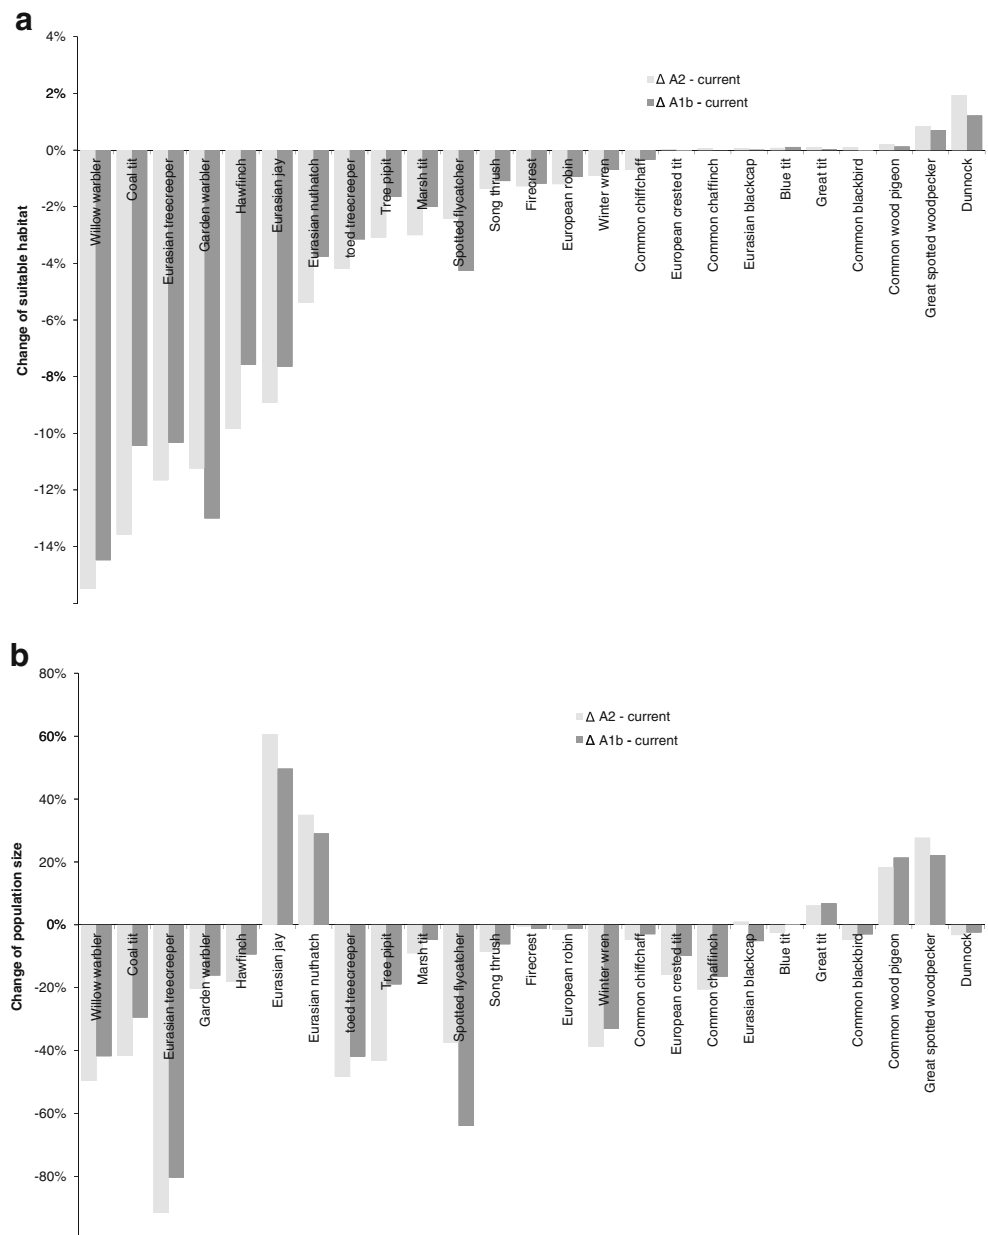 a
4%
2%
0%
-2%
-4%
-6%
-8%
-10%
-12%
-14%
Change of suitable habitat
Δ A2 - current
Δ A1b - current
Willow warbler
Coal tit
Eurasian treecreeper
Garden warbler
Hawfinch
Eurasian jay
Eurasian nuthatch
toed treecreeper
Tree pipit
Marsh tit
Spotted flycatcher
Song thrush
Firecrest
European robin
Winter wren
Common chiffchaff
European crested tit
Common chaffinch
Eurasian blackcap
Blue tit
Great tit
Common blackbird
Common wood pigeon
Great spotted woodpecker
Dunnock
b
80%
60%
40%
20%
0%
-20%
-40%
-60%
-80%
Change of population size
Δ A2 - current
Δ A1b - current
Willow warbler
Coal tit
Eurasian treecreeper
Garden warbler
Hawfinch
Eurasian jay
Eurasian nuthatch
toed treecreeper
Tree pipit
Marsh tit
Spotted flycatcher
Song thrush
Firecrest
European robin
Winter wren
Common chiffchaff
European crested tit
Common chaffinch
Eurasian blackcap
Blue tit
Great tit
Common blackbird
Common wood pigeon
Great spotted woodpecker
Dunnock